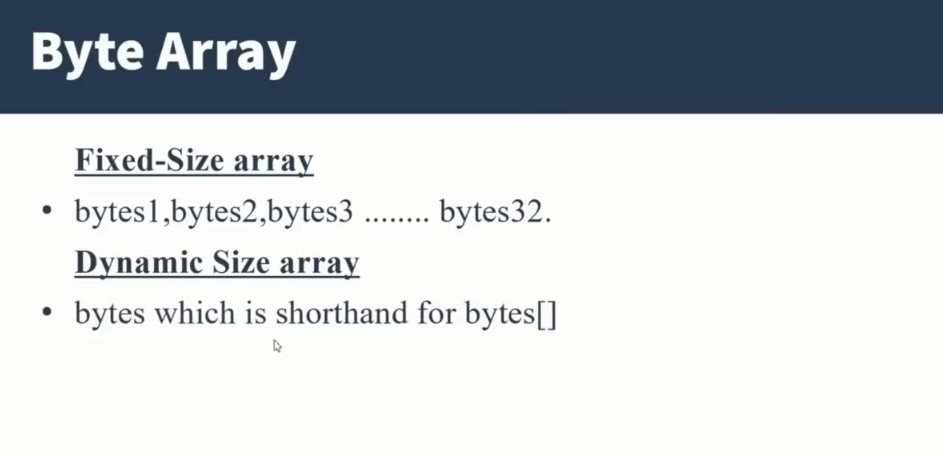 Byte Array
Fixed-Size array
• bytes1,bytes2,bytes3 ........ bytes32.
Dynamic Size array
• bytes which is shorthand for bytes[]